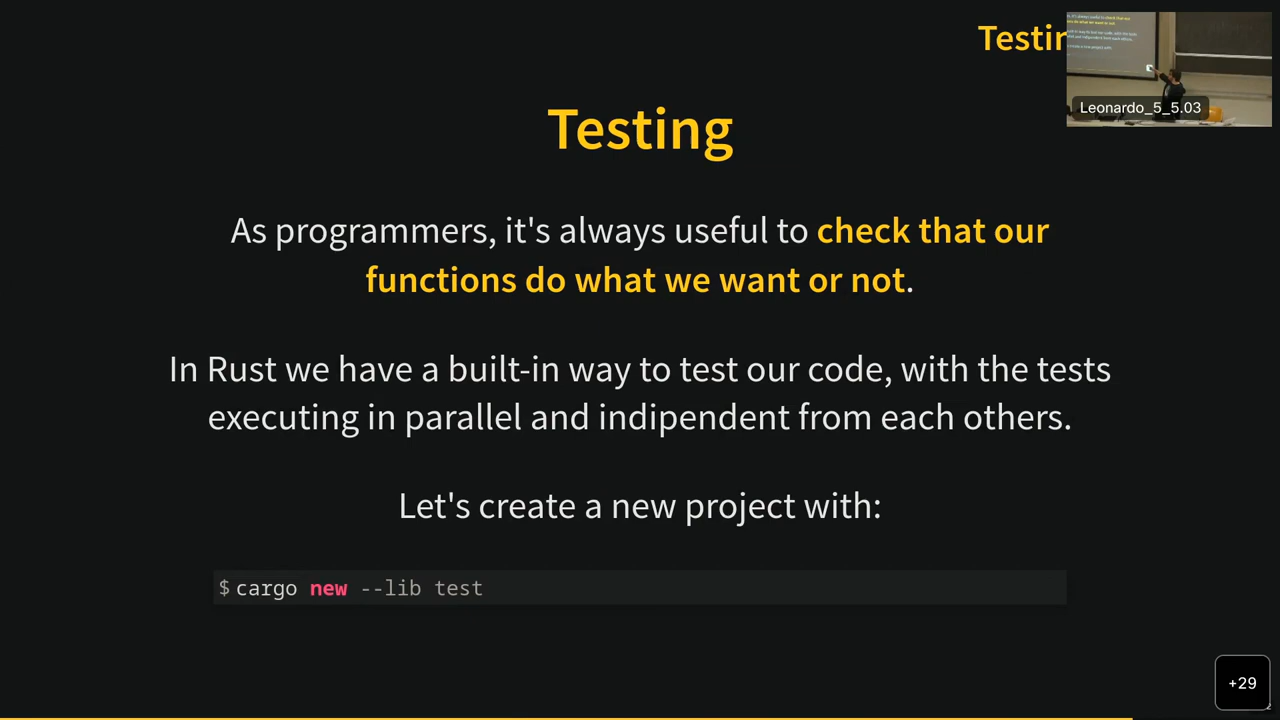 Testin
Leonardo_5_5.03
Testing
As programmers, it's always useful to check that our
functions do what we want or not.
In Rust we have a built-in way to test our code, with the tests
executing in parallel and indipendent from each others.
Let's create a new project with:
$ cargo new --lib test
+29